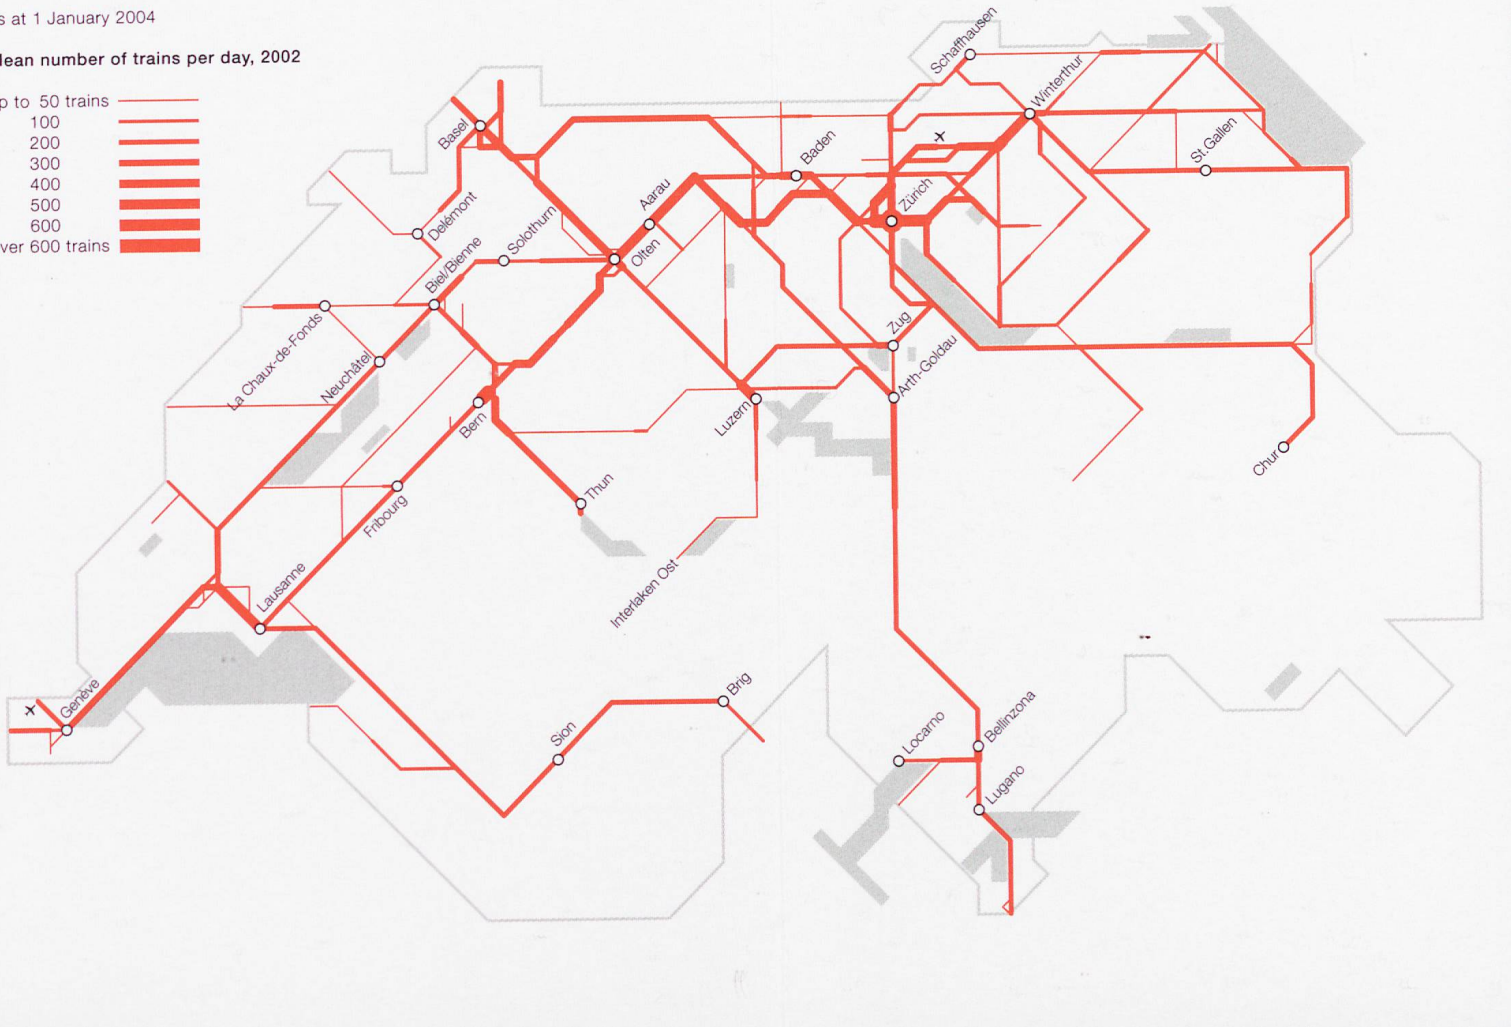 s at 1 January 2004
lean number of trains per day, 2002
p to 50 trains
100
200
300
400
500
600
ver 600 trains
Schaffhausen
Winterthur
Basel
Baden
St.Gallen
Aarau
Zürich
Delémont
Solothurn
Olten
Biel/Bienne
La Chaux-de-Fonds
Neuchâtel
Zug
Arth-Goldau
Bern
Luzern
Chur
Thun
Fribourg
Interlaken Ost
Lausanne
Genève
Brig
Sion
Locarno
Bellinzona
Lugano